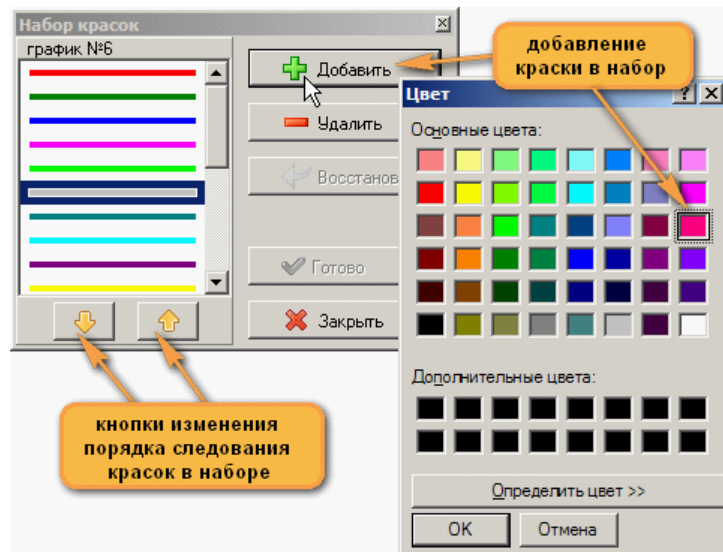 Набор красок
график №6
Добавить
Удалить
Восстанов
Готово
Закрыть
добавление
краски в набор
Цвет
Основные цвета:
Дополнительные цвета:
Определить цвет >>
OK
Отмена
кнопки изменения
порядка следования
красок в наборе